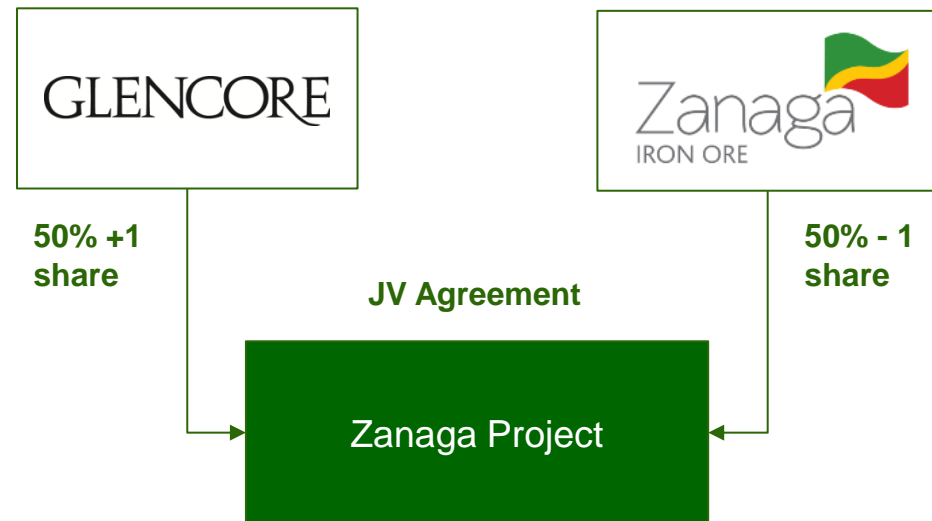 GLENCORE
Zanaga
IRON ORE
50% +1
share
50% - 1
share
JV Agreement
Zanaga Project